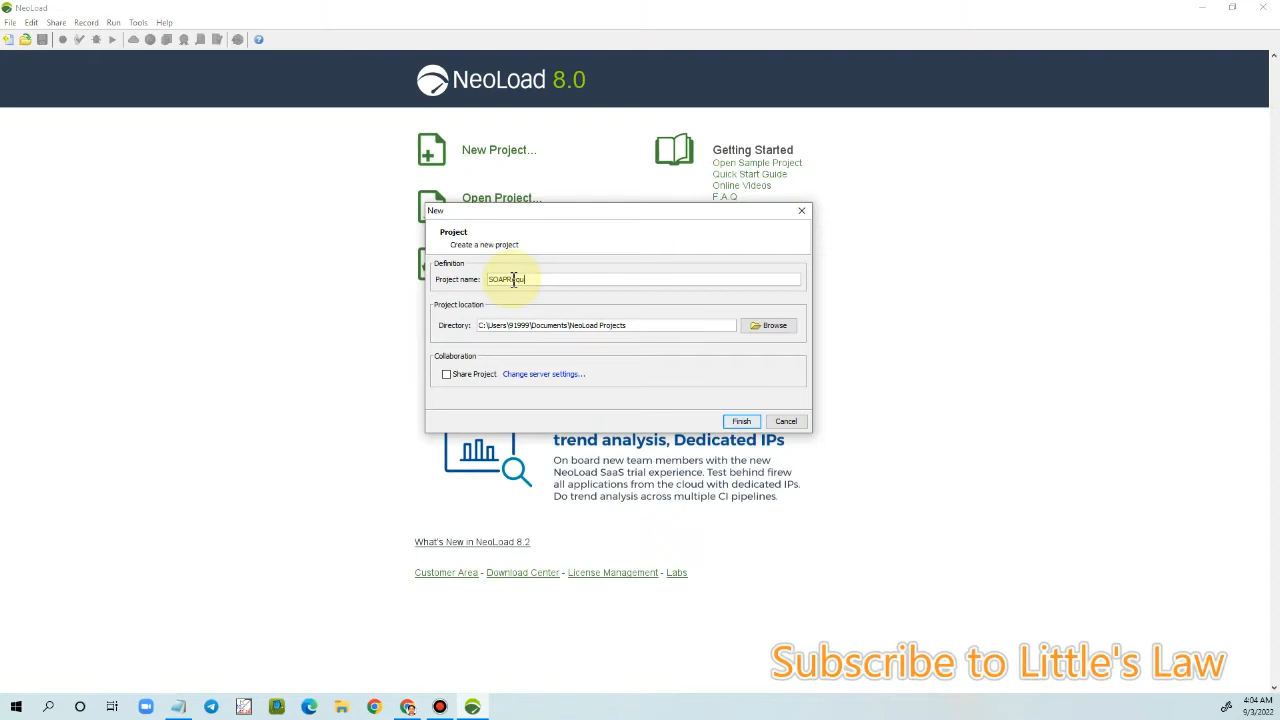 NeoLoad
File Edit Share Record Run Tools Help
NeoLoad 8.0
New Project...
Getting Started
Open Sample Project
Quick Start Guide
Online Videos
F.A.Q
Open Project...
New
Project
Create a new project
Definition
Project name: SOAPRequ
Project location
Directory: C:\Users\91999\Documents\NeoLoad Projects
Browse
Collaboration
Share Project Change server settings...
Finish Cancel
trend analysis, Dedicated IPs
On board new team members with the new
NeoLoad SaaS trial experience. Test behind firew
all applications from the cloud with dedicated IPs.
Do trend analysis across multiple CI pipelines.
What's New in NeoLoad 8.2
Customer Area - Download Center - License Management - Labs
Subscribe to Little's Law
4:04 AM
9/3/2022